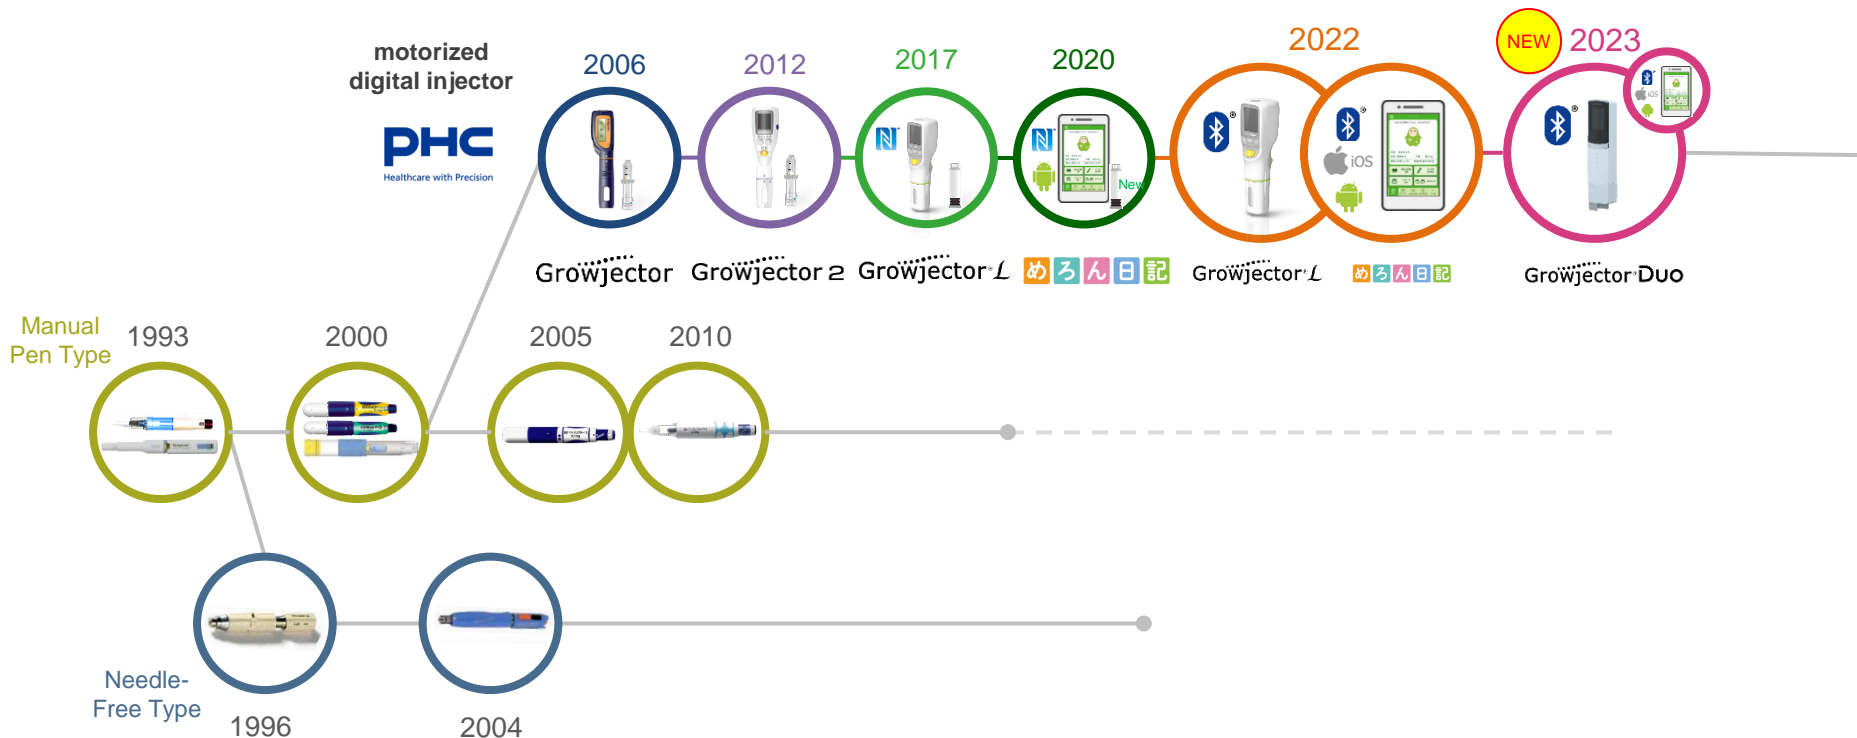 motorized
digital injector
PHC
Healthcare with Precision
2006
2012
2017
2020
2022
NEW
2023
iOS
iOS
New
Growjector
Growjector 2
Growjector® L
めろん日記
Growjector® L
めろん日記
Growjector® Duo
Manual
Pen Type
1993
2000
2005
2010
Needle-
Free Type
1996
2004